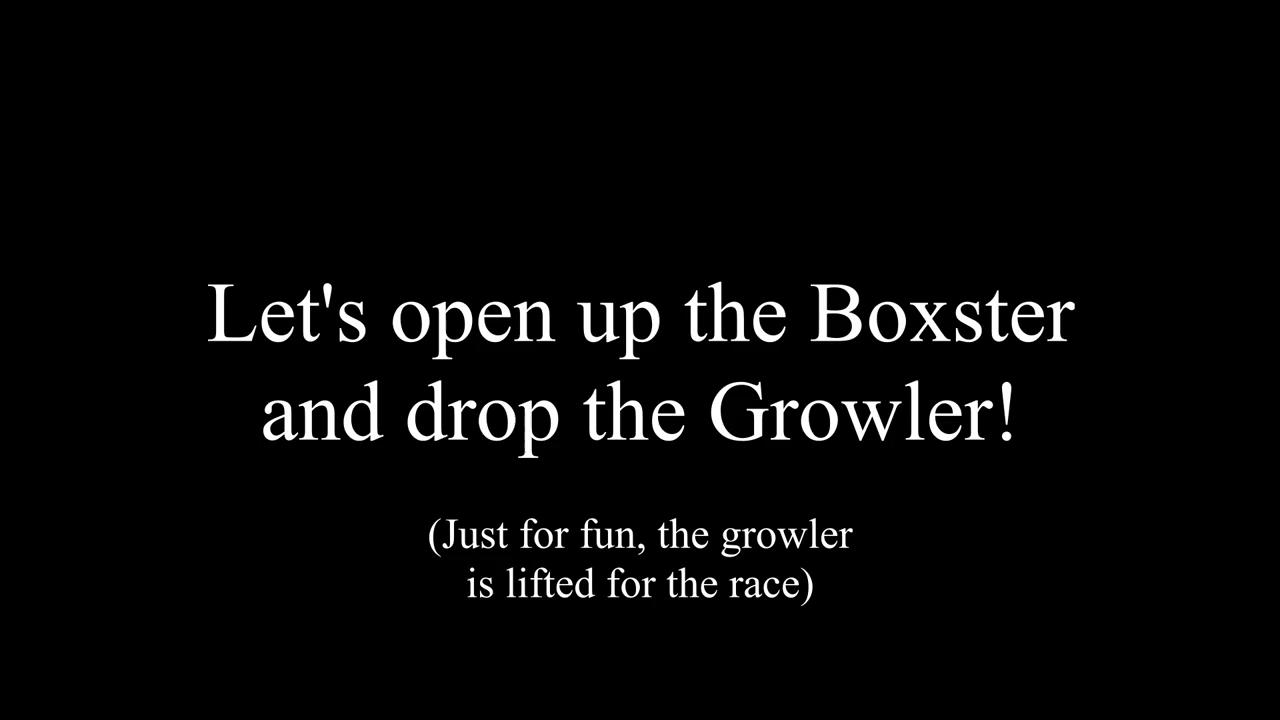 Let's open up the Boxster
and drop the Growler!
(Just for fun, the growler
is lifted for the race)